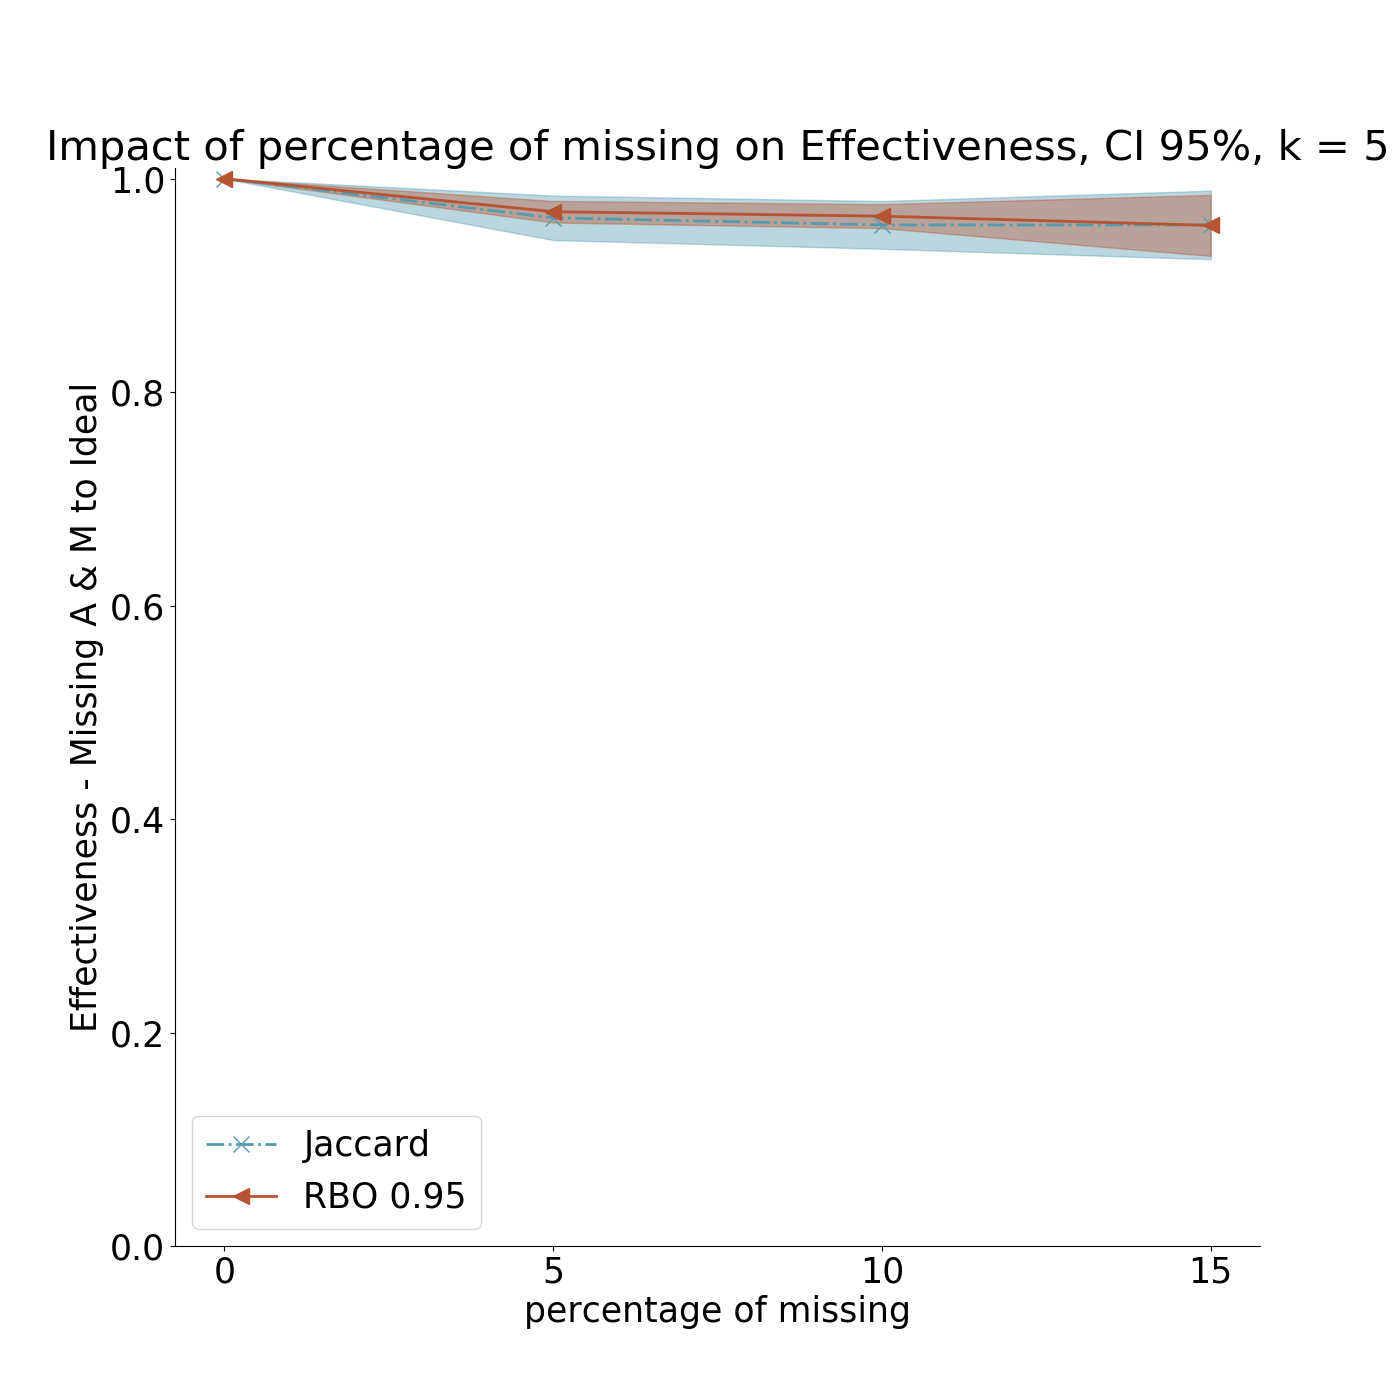 Impact of percentage of missing on Effectiveness, CI 95%, k = 5
Effectiveness - Missing A & M to Ideal
1.0
0.8
0.6
0.4
0.2
0.0
Jaccard
RBO 0.95
0 5 10 15
percentage of missing